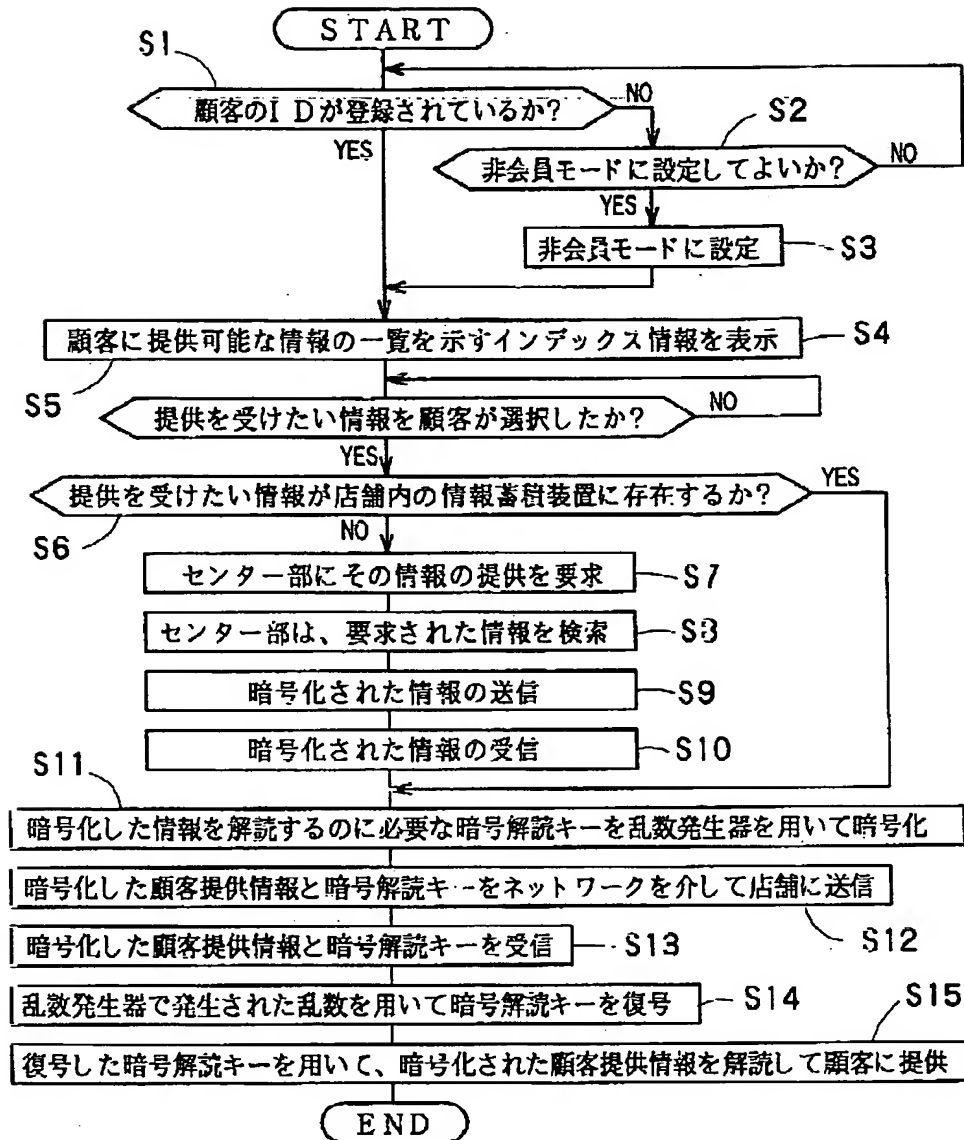 START
S1
顧客のIDが登録されているか?
NO
S2
YES
非会員モードに設定してよいか?
NO
YES
非会員モードに設定
S3
顧客に提供可能な情報の一覧を示すインデックス情報を表示
S4
S5
提供を受けたい情報を顧客が選択したか?
NO
YES
提供を受けたい情報が店舗内の情報蓄積装置に存在するか?
YES
S6
NO
センター部にその情報の提供を要求
S7
センター部は、要求された情報を検索
S8
暗号化された情報の送信
S9
暗号化された情報の受信
S10
S11
暗号化した情報を解読するのに必要な暗号解読キーを乱数発生器を用いて暗号化
暗号化した顧客提供情報と暗号解読キーをネットワークを介して店舗に送信
S12
暗号化した顧客提供情報と暗号解読キーを受信
S13
乱数発生器で発生された乱数を用いて暗号解読キーを復号
S14
S15
復号した暗号解読キーを用いて、暗号化された顧客提供情報を解読して顧客に提供
END